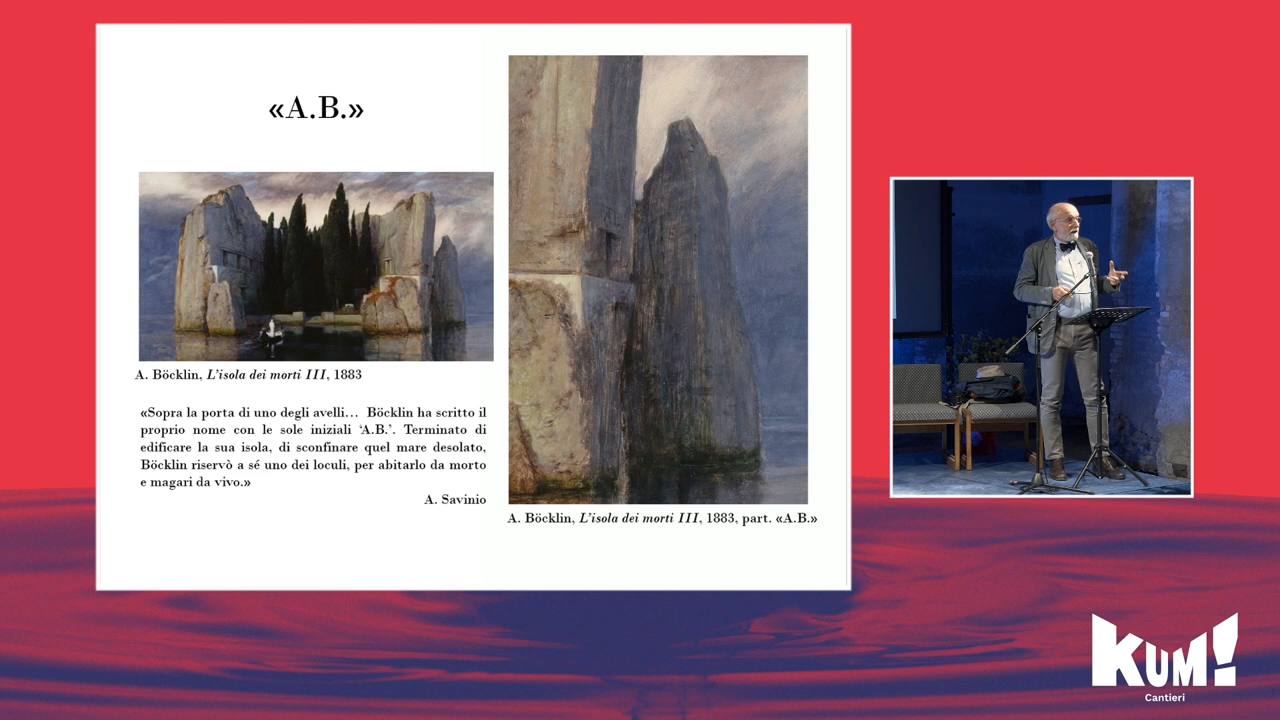 «A.B.»
A. Böcklin, L'isola dei morti III, 1883
«Sopra la porta di uno degli avelli… Böcklin ha scritto il
proprio nome con le sole iniziali 'A.B.'. Terminato di
edificare la sua isola, di sconfinare quel mare desolato,
Böcklin riservò a sé uno dei loculi, per abitarlo da morto
e magari da vivo.»
A. Savinio
A. Böcklin, L'isola dei morti III, 1883, part. «A.B.»
KUM!
Cantieri